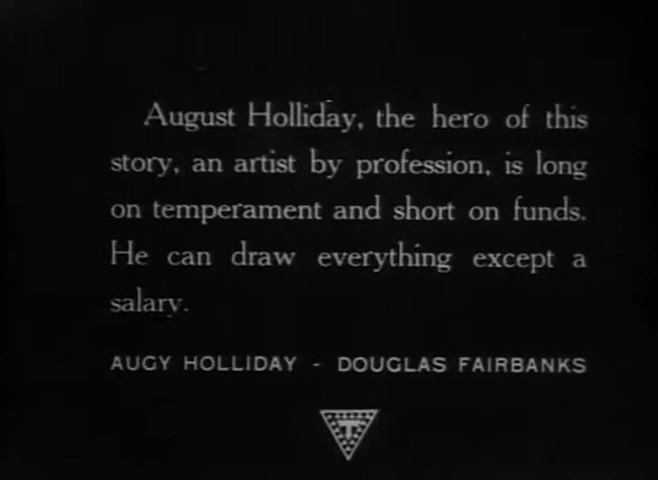 August Holliday, the hero of this
story, an artist by profession, is long
on temperament and short on funds.
He can draw everything except a
salary.
AUGY HOLLIDAY - DOUGLAS FAIRBANKS
T